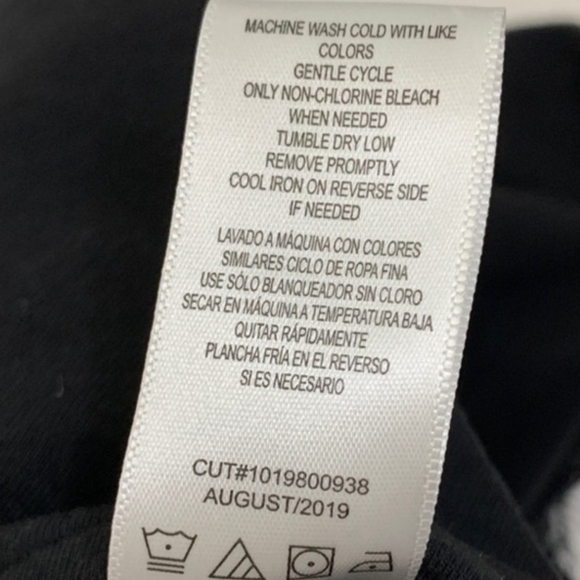 MACHINE WASH COLD WITH LIKE
COLORS
GENTLE CYCLE
ONLY NON-CHLORINE BLEACH
WHEN NEEDED
TUMBLE DRY LOW
REMOVE PROMPTLY
COOL IRON ON REVERSE SIDE
IF NEEDED
LAVADO A MÁQUINA CON COLORES
SIMILARES CICLO DE ROPA FINA
USE SÓLO BLANQUEADOR SIN CLORO
SECAR EN MÁQUINA A TEMPERATURA BAJA
QUITAR RÁPIDAMENTE
PLANCHA FRÍA EN EL REVERSO
SI ES NECESARIO
CUT#1019800938
AUGUST/2019